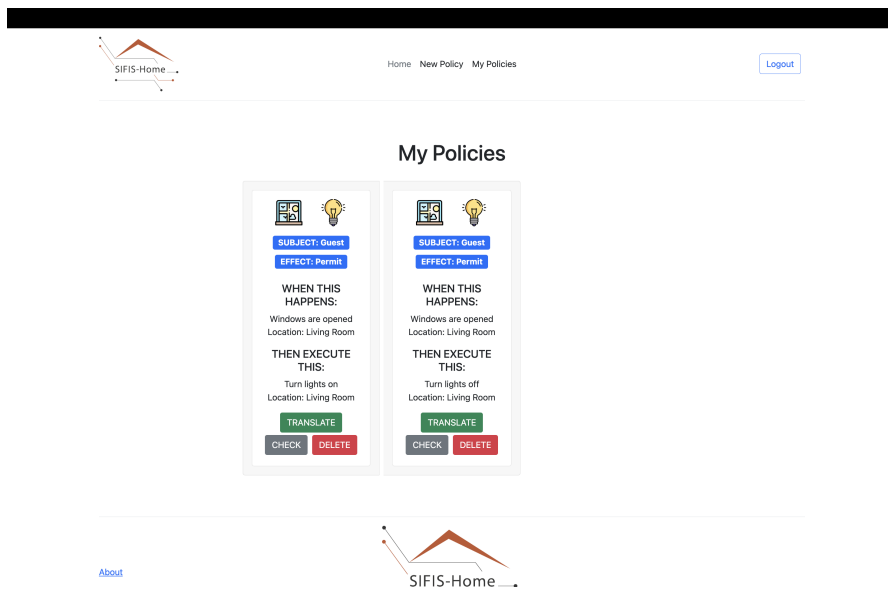 SIFIS-Home
Home New Policy My Policies
Logout
My Policies
SUBJECT: Guest
EFFECT: Permit
WHEN THIS
HAPPENS:
Windows are opened
Location: Living Room
THEN EXECUTE
THIS:
Turn lights on
Location: Living Room
TRANSLATE
CHECK DELETE
SUBJECT: Guest
EFFECT: Permit
WHEN THIS
HAPPENS:
Windows are opened
Location: Living Room
THEN EXECUTE
THIS:
Turn lights off
Location: Living Room
TRANSLATE
CHECK DELETE
About
SIFIS-Home